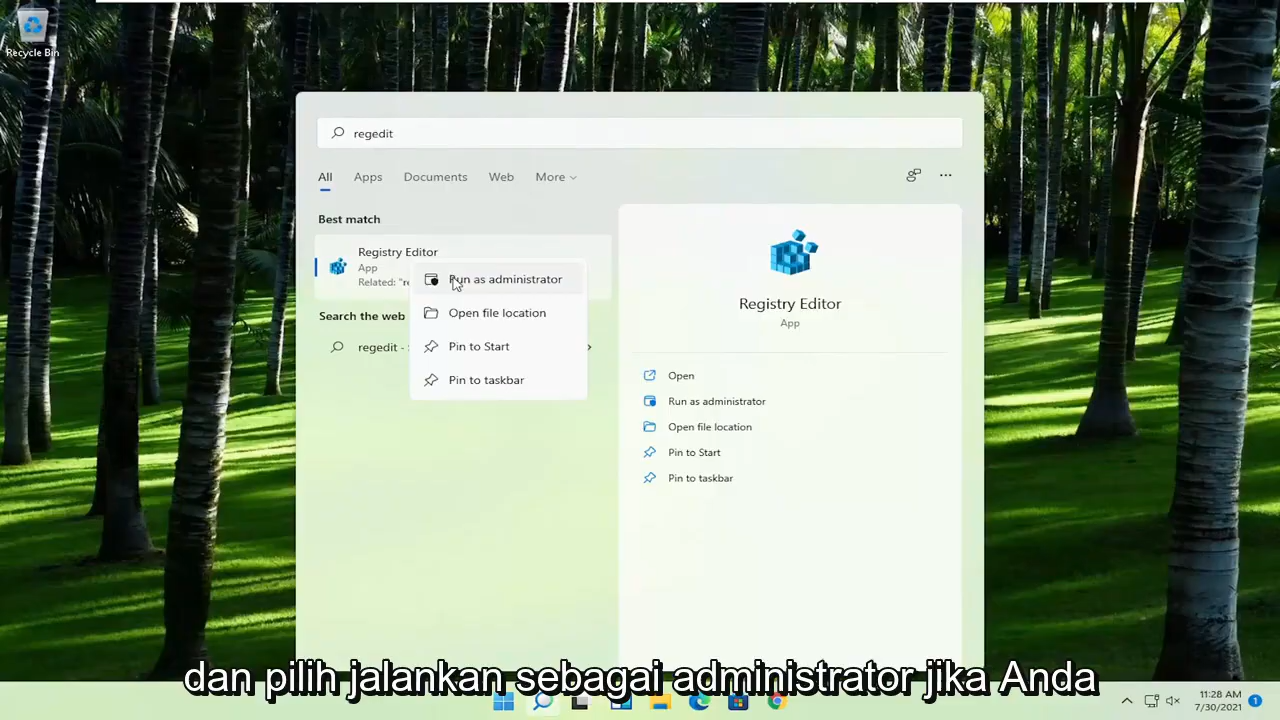 Recycle Bin
regedit
All
Apps
Documents
Web
More
Best match
Registry Editor
App
Related: "re
Search the web
regedit -
Run as administrator
Open file location
Pin to Start
Pin to taskbar
Registry Editor
App
Open
Run as administrator
Open file location
Pin to Start
Pin to taskbar
dan pilih jalankan sebagai administrator jika Anda
11:28 AM
7/30/2021
1